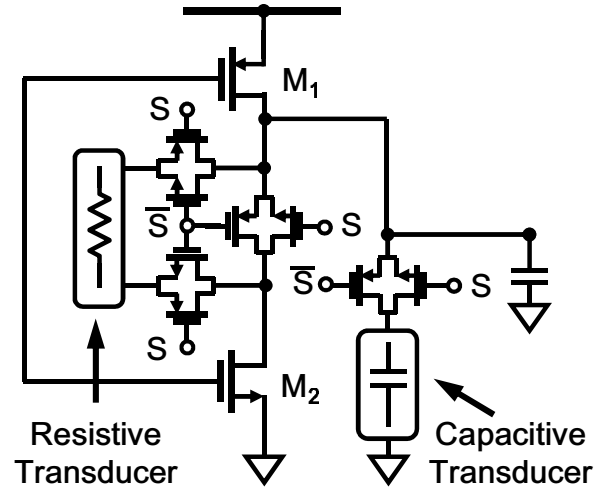 M1
S
S̅
S
S̅
S
S
M2
Resistive
Transducer
Capacitive
Transducer